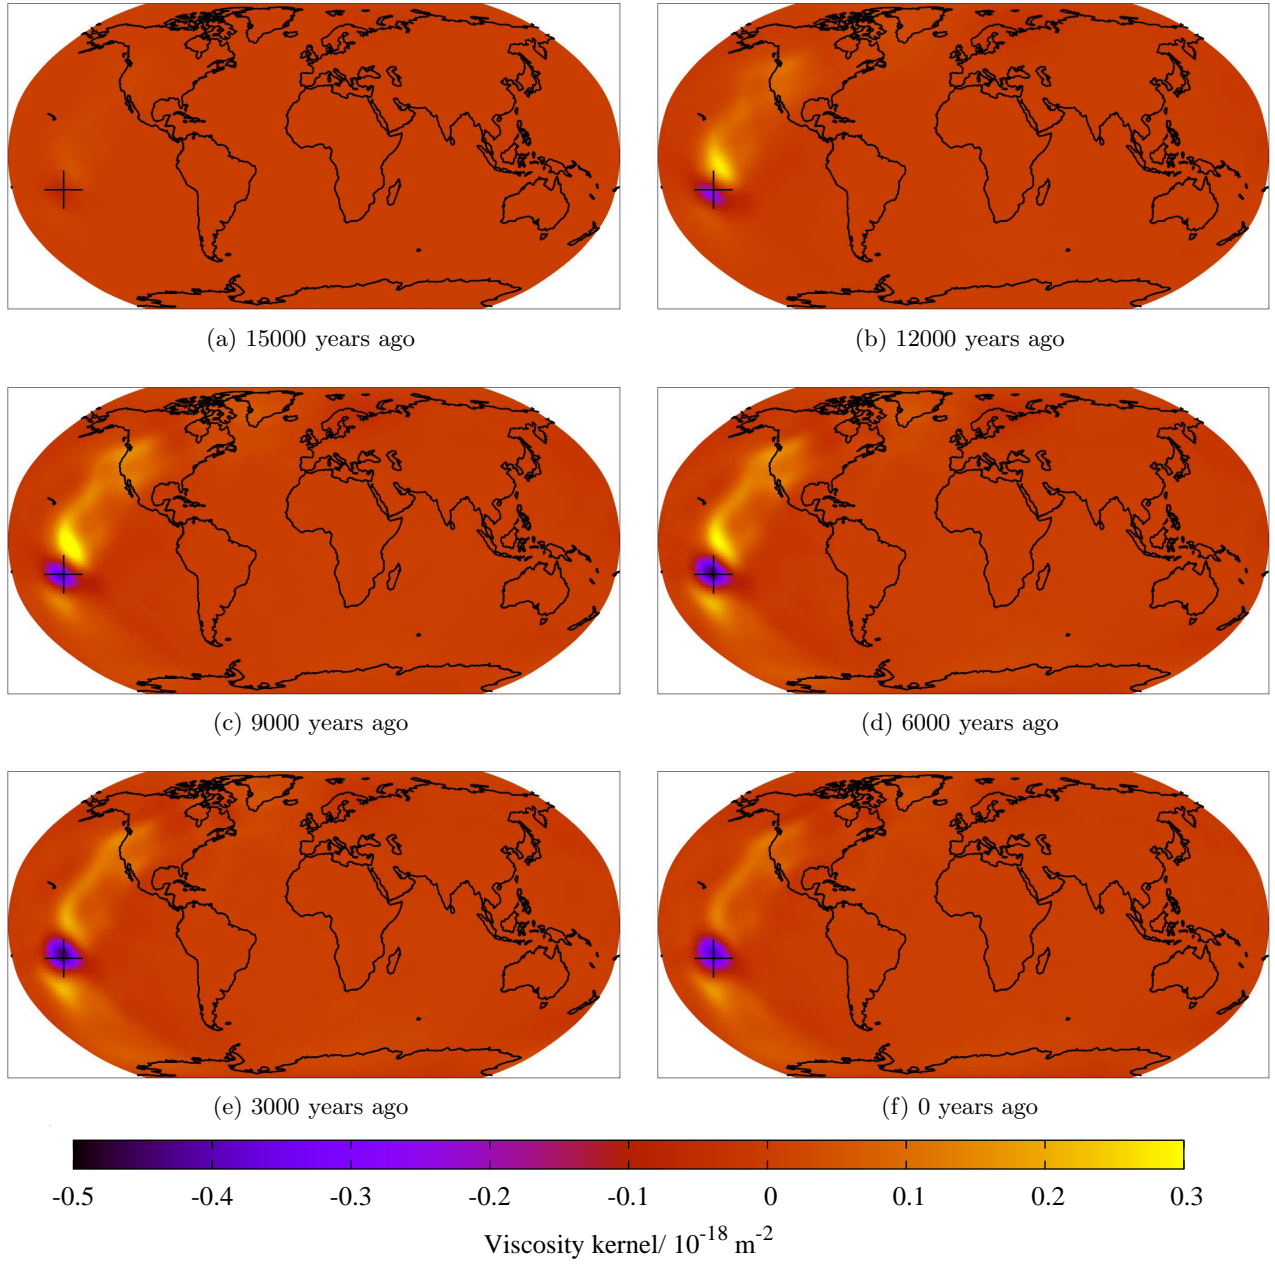 (a) 15000 years ago
(b) 12000 years ago
(c) 9000 years ago
(d) 6000 years ago
(e) 3000 years ago
(f) 0 years ago
-0.5 -0.4 -0.3 -0.2 -0.1 0 0.1 0.2 0.3
Viscosity kernel/ 10⁻¹⁸ m⁻²